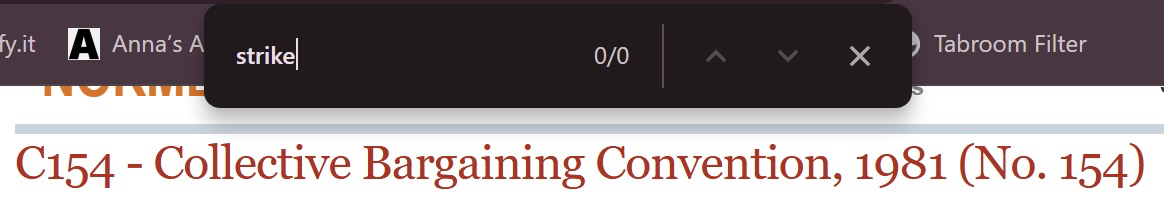 fy.it
A Anna's A
strike
0/0
Tabroom Filter
C154 - Collective Bargaining Convention, 1981 (No. 154)